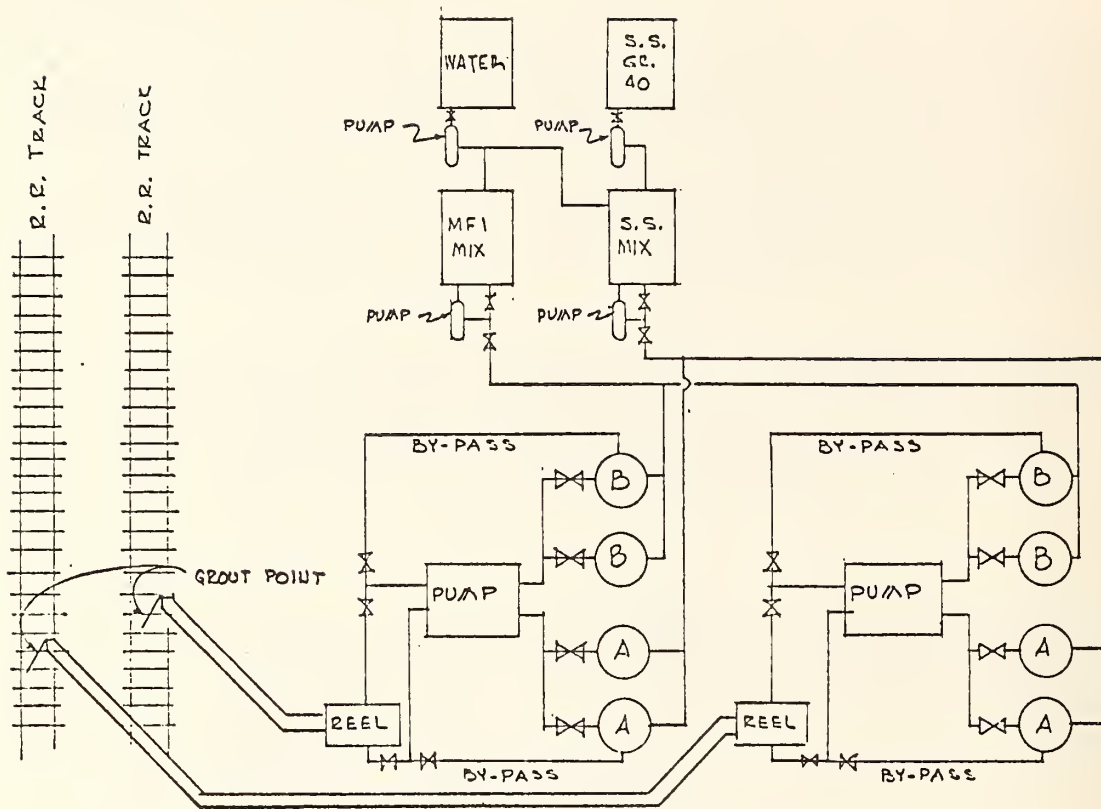 WATER
S.S.
GC.
40
PUMP
PUMP
R.R. TRACK
R.R. TRACK
MF1
MIX
S.S.
MIX
PUMP
PUMP
BY-PASS
BY-PASS
B
B
B
B
GROUT POINT
PUMP
PUMP
A
A
A
A
REEL
REEL
BY-PASS
BY-PASS